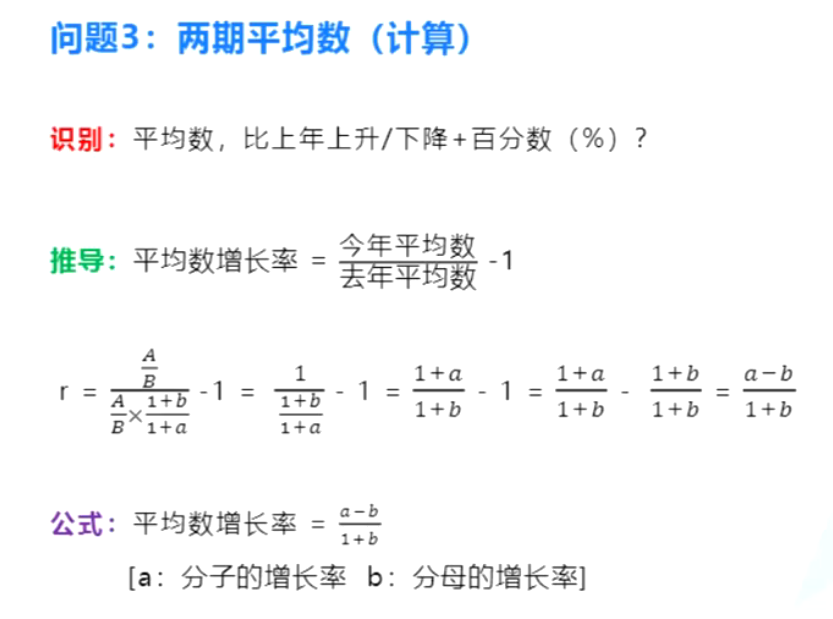 问题3：两期平均数（计算）
识别：平均数，比上年上升/下降+百分数（%）？
推导：平均数增长率 = \frac{今年平均数}{去年平均数} -1
r = \frac{\frac{A}{B}}{\frac{A}{B}×\frac{1+b}{1+a}} -1 = \frac{1}{\frac{1+b}{1+a}} - 1 = \frac{1+a}{1+b} - 1 = \frac{1+a}{1+b} - \frac{1+b}{1+b} = \frac{a-b}{1+b}
公式：平均数增长率 = \frac{a-b}{1+b}
[a：分子的增长率 b：分母的增长率]